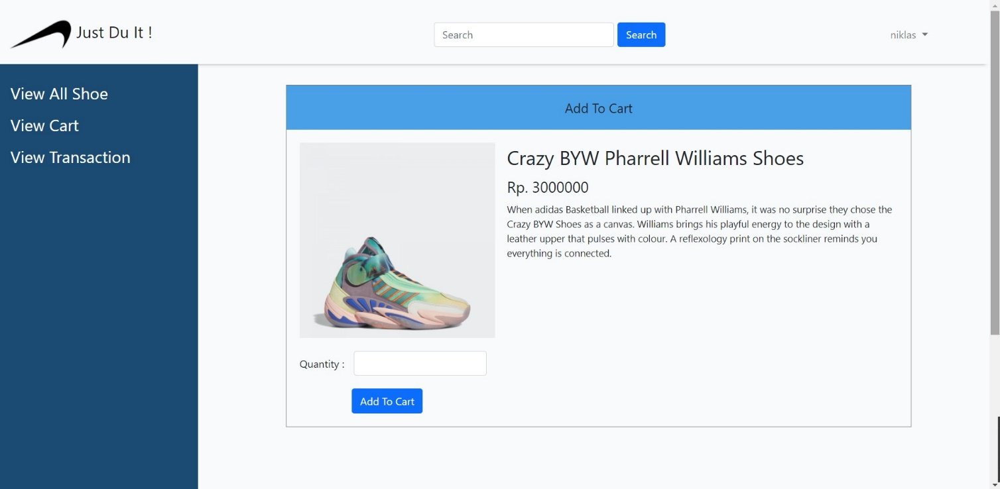 Just Du It !
Search
Search
niklas
View All Shoe
View Cart
View Transaction
Add To Cart
Crazy BYW Pharrell Williams Shoes
Rp. 3000000
When adidas Basketball linked up with Pharrell Williams, it was no surprise they chose the
Crazy BYW Shoes as a canvas. Williams brings his playful energy to the design with a
leather upper that pulses with colour. A reflexology print on the sockliner reminds you
everything is connected.
Quantity :
Add To Cart